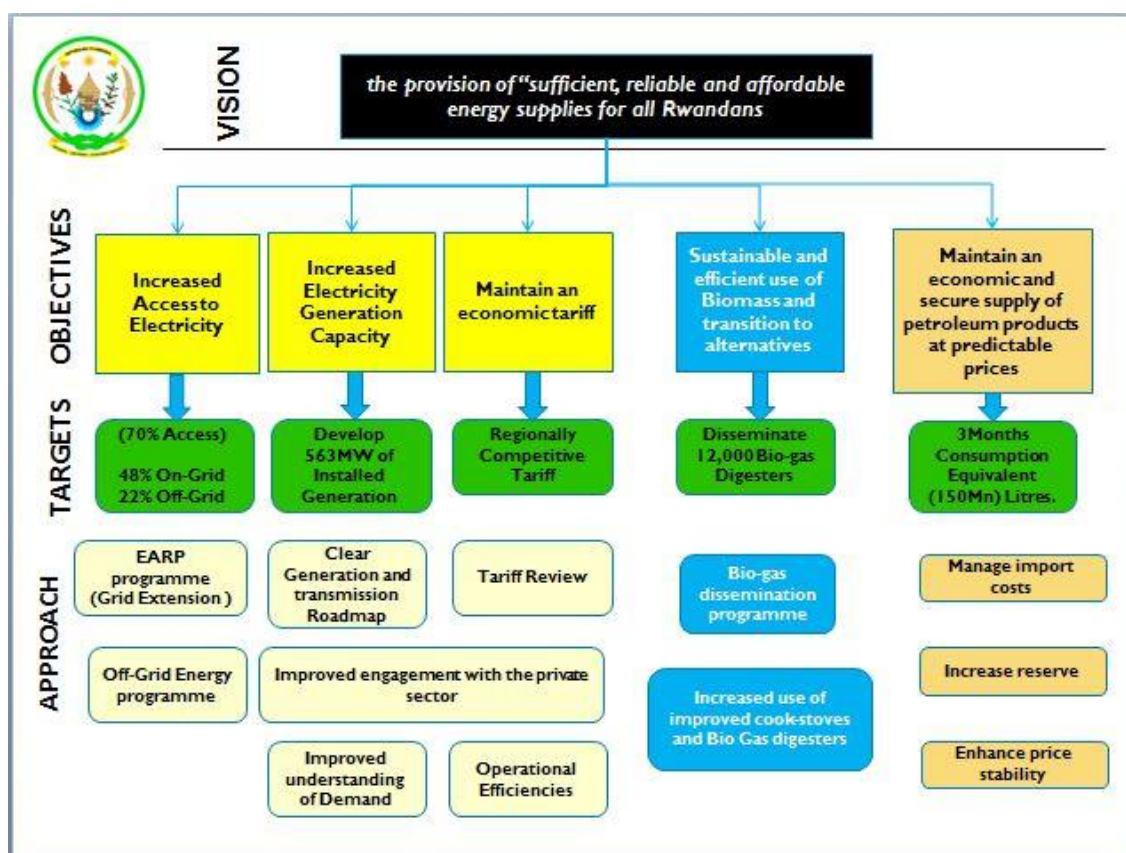 VISION
the provision of “sufficient, reliable and affordable
energy supplies for all Rwandans
OBJECTIVES
Increased
Access to
Electricity
Increased
Electricity
Generation
Capacity
Maintain an
economic tariff
Sustainable and
efficient use of
Biomass and
transition to
alternatives
Maintain an
economic and
secure supply of
petroleum products
at predictable
prices
TARGETS
(70% Access)
48% On-Grid
22% Off-Grid
Develop
563MW of
Installed
Generation
Regionally
Competitive
Tariff
Disseminate
12,000 Bio-gas
Digesters
3Months
Consumption
Equivalent
(150Mn) Litres.
APPROACH
EARP
programme
(Grid Extension )
Clear
Generation and
transmission
Roadmap
Tariff Review
Bio-gas
dissemination
programme
Manage import
costs
Off-Grid Energy
programme
Improved engagement with the private
sector
Increased use of
improved cook-stoves
and Bio Gas digesters
Increase reserve
Improved
understanding
of Demand
Operational
Efficiencies
Enhance price
stability